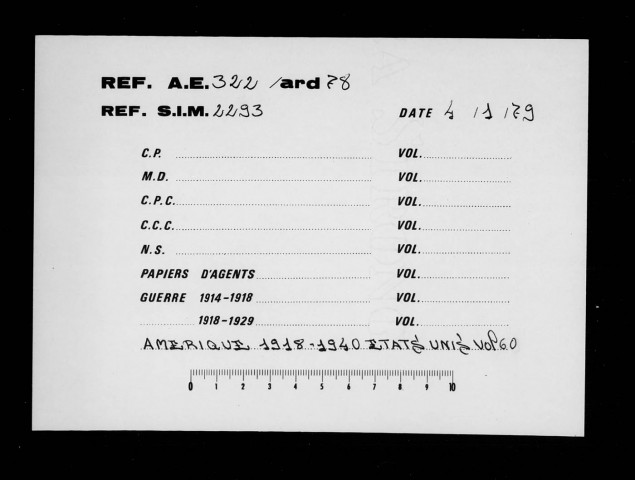 REF. A.E. 322 /ard 78
REF. S.I.M. 2293 DATE 4 / 1 / 79
C.P. VOL.
M.D. VOL.
C.P.C. VOL.
C.C.C. VOL.
N.S. VOL.
PAPIERS D'AGENTS VOL.
GUERRE 1914-1918 VOL.
1918-1929 VOL.
AMERIQUE 1918-1940 ETATS UNIS Vol 60
0 1 2 3 4 5 6 7 8 9 10